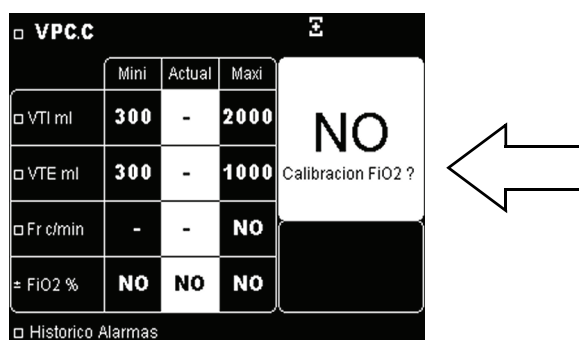 VPC.C
Mini Actual Maxi
VTI ml 300 - 2000
VTE ml 300 - 1000
Fr c/min - - NO
± FiO2 % NO NO NO
NO
Calibracion FiO2 ?
Historico Alarmas